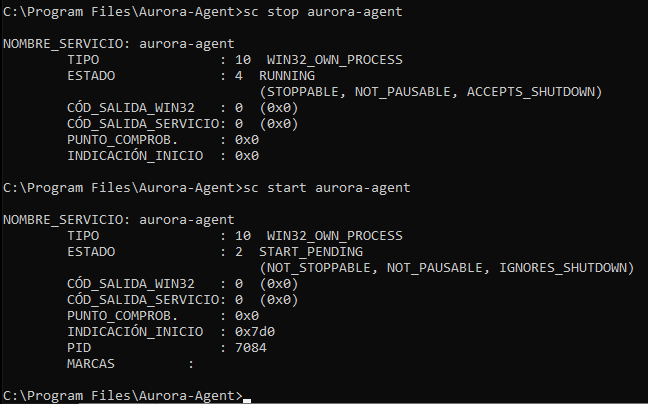 C:\Program Files\Aurora-Agent>sc stop aurora-agent
NOMBRE_SERVICIO: aurora-agent
        TIPO               : 10  WIN32_OWN_PROCESS
        ESTADO             : 4  RUNNING
                                (STOPPABLE, NOT_PAUSABLE, ACCEPTS_SHUTDOWN)
        CÓD_SALIDA_WIN32   : 0  (0x0)
        CÓD_SALIDA_SERVICIO: 0  (0x0)
        PUNTO_COMPROB.     : 0x0
        INDICACIÓN_INICIO  : 0x0
C:\Program Files\Aurora-Agent>sc start aurora-agent
NOMBRE_SERVICIO: aurora-agent
        TIPO               : 10  WIN32_OWN_PROCESS
        ESTADO             : 2  START_PENDING
                                (NOT_STOPPABLE, NOT_PAUSABLE, IGNORES_SHUTDOWN)
        CÓD_SALIDA_WIN32   : 0  (0x0)
        CÓD_SALIDA_SERVICIO: 0  (0x0)
        PUNTO_COMPROB.     : 0x0
        INDICACIÓN_INICIO  : 0x7d0
        PID                : 7084
        MARCAS         :
C:\Program Files\Aurora-Agent>